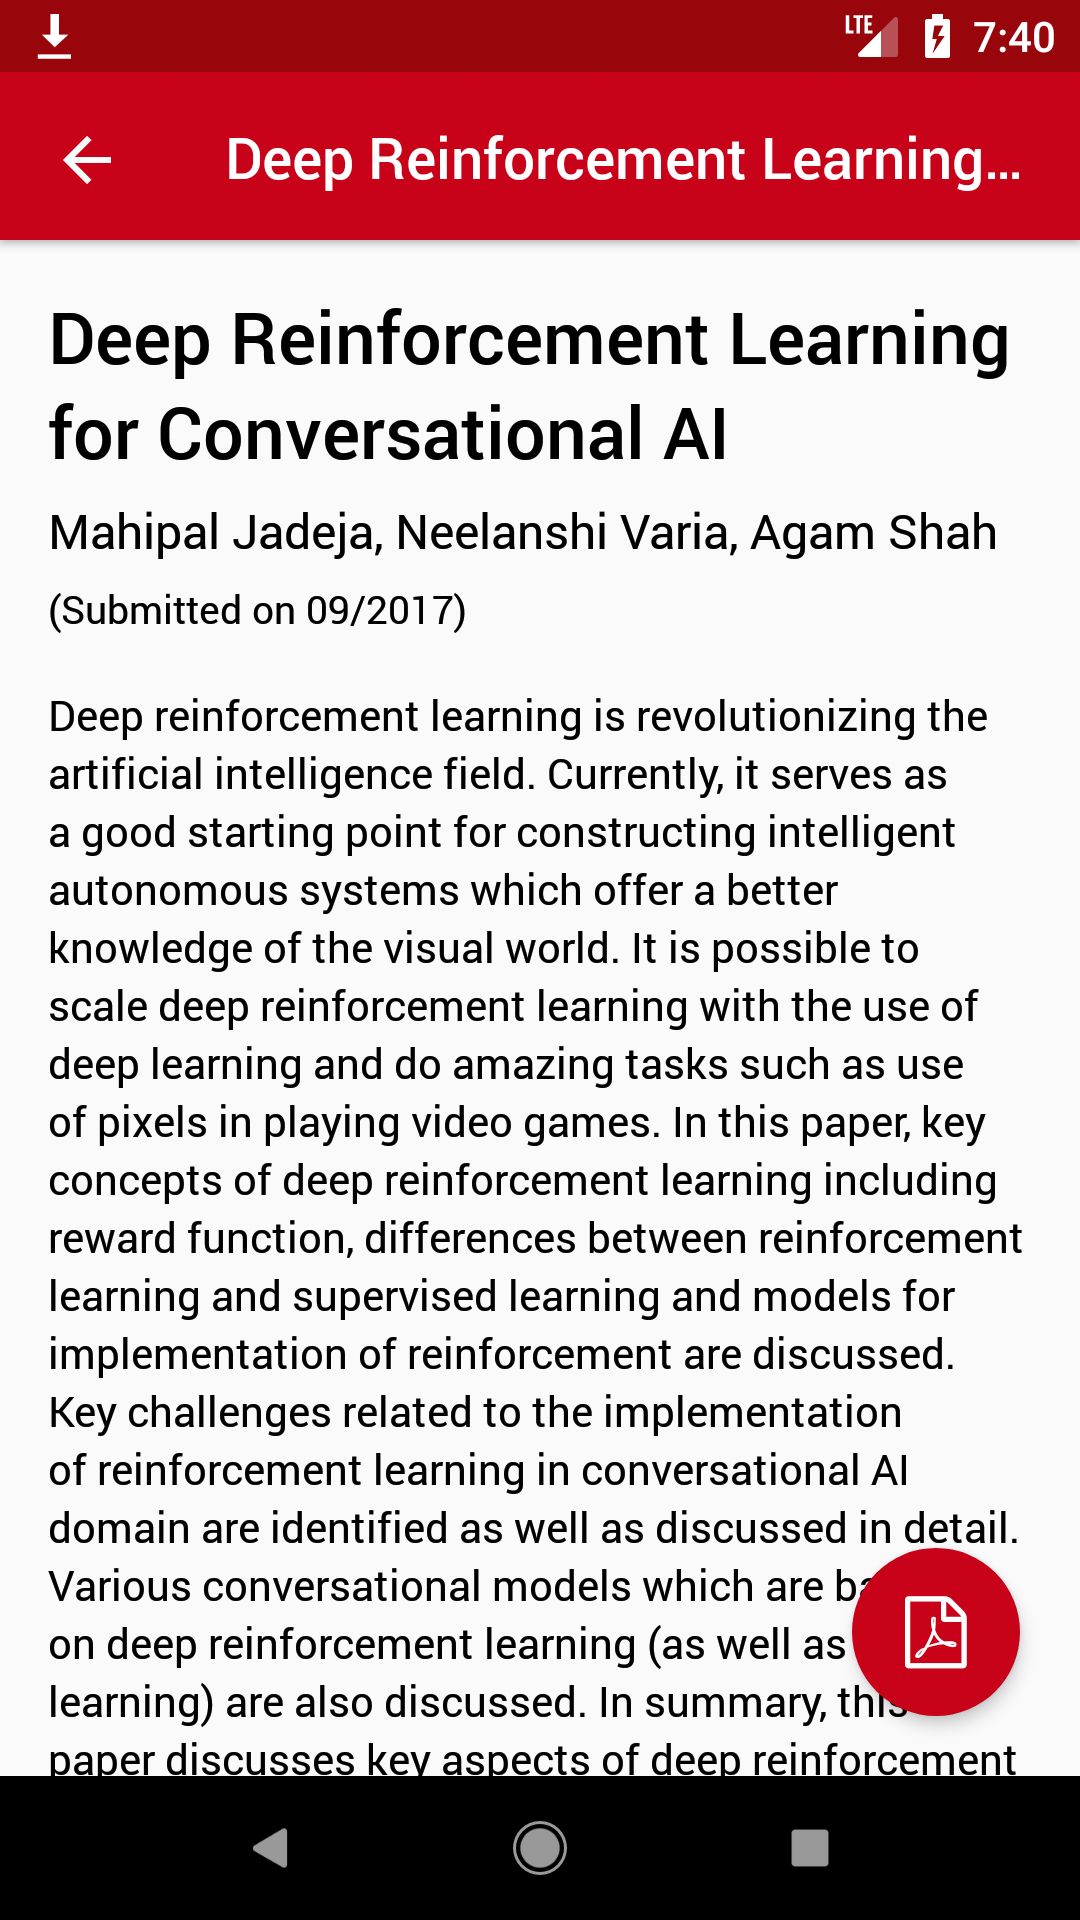 LTE 7:40
Deep Reinforcement Learning...
Deep Reinforcement Learning
for Conversational AI
Mahipal Jadeja, Neelanshi Varia, Agam Shah
(Submitted on 09/2017)
Deep reinforcement learning is revolutionizing the
artificial intelligence field. Currently, it serves as
a good starting point for constructing intelligent
autonomous systems which offer a better
knowledge of the visual world. It is possible to
scale deep reinforcement learning with the use of
deep learning and do amazing tasks such as use
of pixels in playing video games. In this paper, key
concepts of deep reinforcement learning including
reward function, differences between reinforcement
learning and supervised learning and models for
implementation of reinforcement are discussed.
Key challenges related to the implementation
of reinforcement learning in conversational AI
domain are identified as well as discussed in detail.
Various conversational models which are
on deep reinforcement learning (as well as
learning) are also discussed. In summary, this
paper discusses key aspects of deep reinforcement